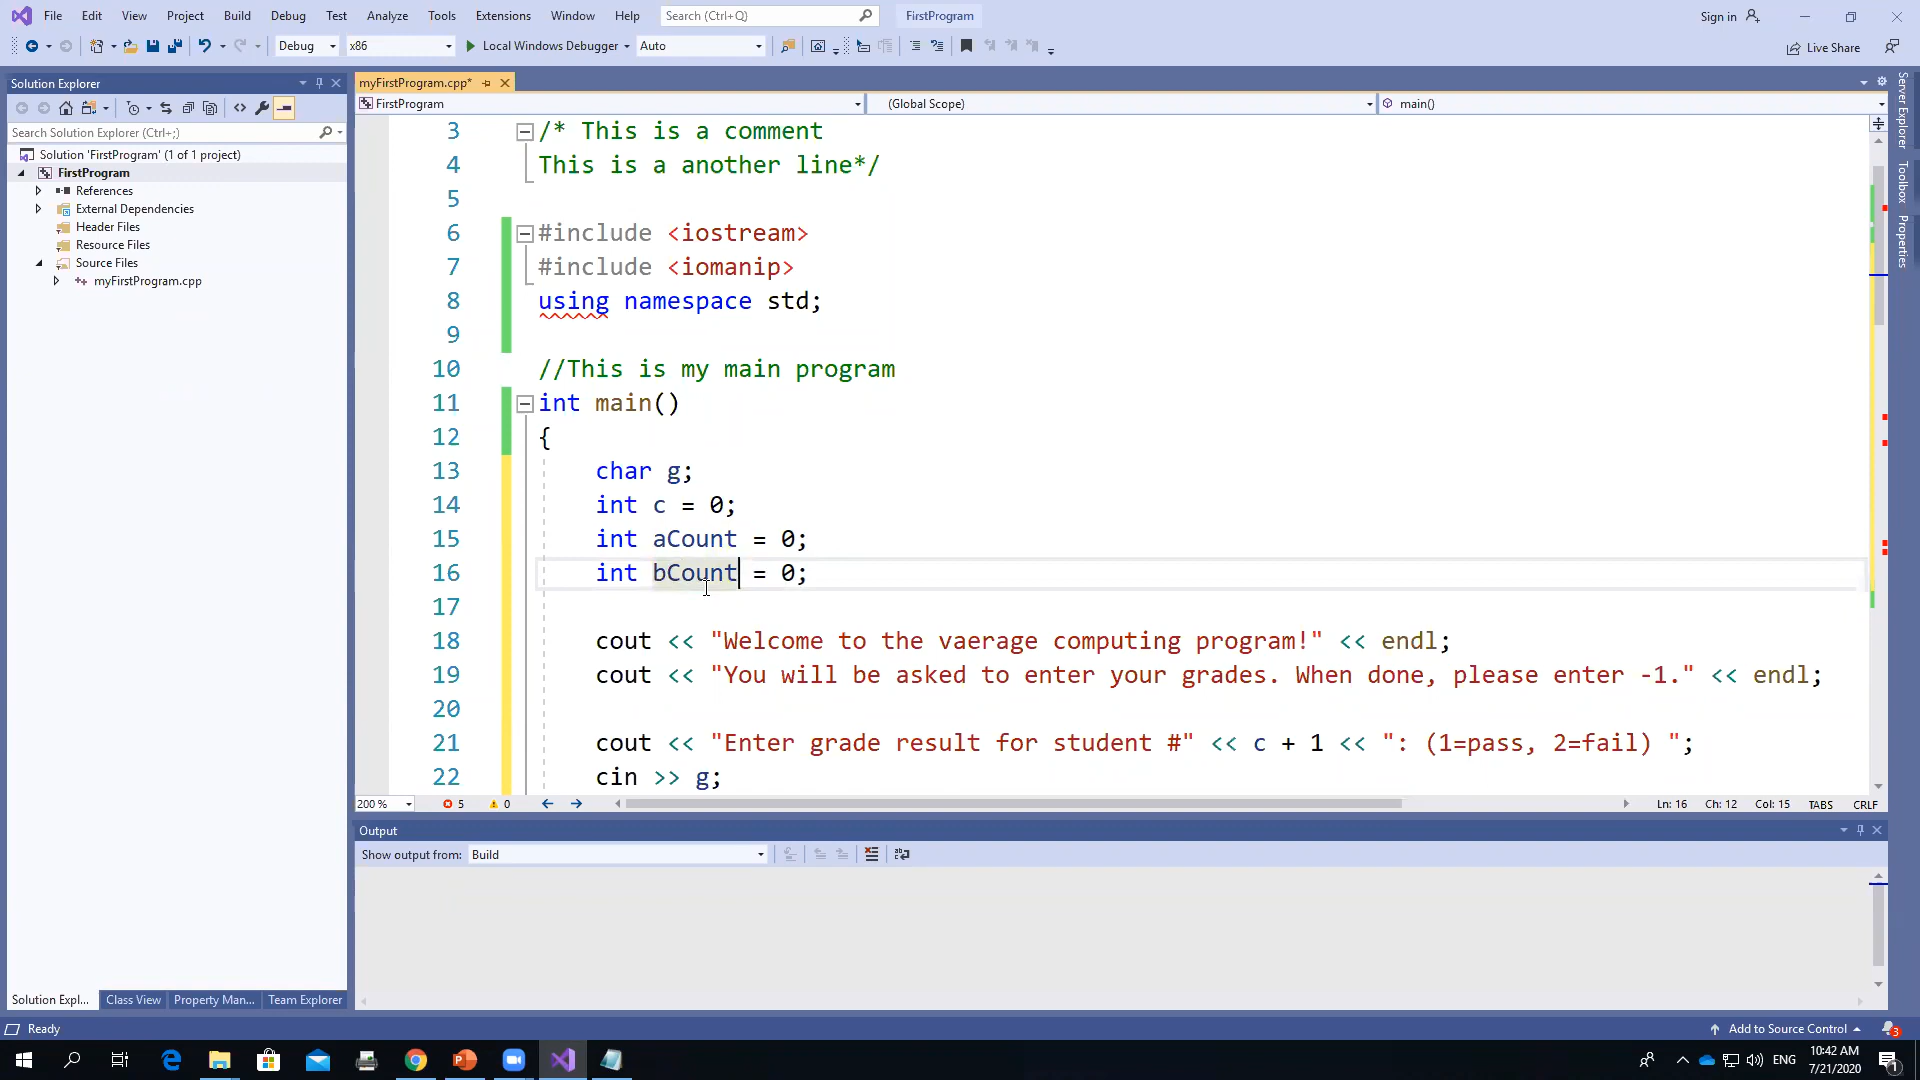 File Edit View Project Build Debug Test Analyze Tools Extensions Window Help Search (Ctrl+Q) FirstProgram Sign in
Debug x86 Local Windows Debugger Auto Live Share
Solution Explorer
Search Solution Explorer (Ctrl+;)
Solution 'FirstProgram' (1 of 1 project)
FirstProgram
References
External Dependencies
Header Files
Resource Files
Source Files
myFirstProgram.cpp
Solution Expl... Class View Property Man... Team Explorer
myFirstProgram.cpp*
FirstProgram (Global Scope) main()
3 /* This is a comment
4 This is a another line*/
5
6 #include <iostream>
7 #include <iomanip>
8 using namespace std;
9
10 //This is my main program
11 int main()
12 {
13 char g;
14 int c = 0;
15 int aCount = 0;
16 int bCount = 0;
17
18 cout << "Welcome to the vaerage computing program!" << endl;
19 cout << "You will be asked to enter your grades. When done, please enter -1." << endl;
20
21 cout << "Enter grade result for student #" << c + 1 << ": (1=pass, 2=fail) ";
22 cin >> g;
200 % 5 0 Ln: 16 Ch: 12 Col: 15 TABS CRLF
Output
Show output from: Build
Server Explorer
Toolbox
Properties
Ready Add to Source Control 3
ENG 10:42 AM
7/21/2020 1